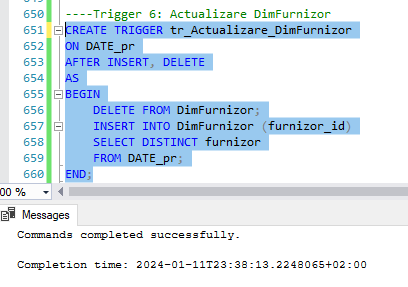 650 ----Trigger 6: Actualizare DimFurnizor
651 CREATE TRIGGER tr_Actualizare_DimFurnizor
652 ON DATE_pr
653 AFTER INSERT, DELETE
654 AS
655 BEGIN
656 DELETE FROM DimFurnizor;
657 INSERT INTO DimFurnizor (furnizor_id)
658 SELECT DISTINCT furnizor
659 FROM DATE_pr;
660 END;
00 %
Messages
Commands completed successfully.
Completion time: 2024-01-11T23:38:13.2248065+02:00